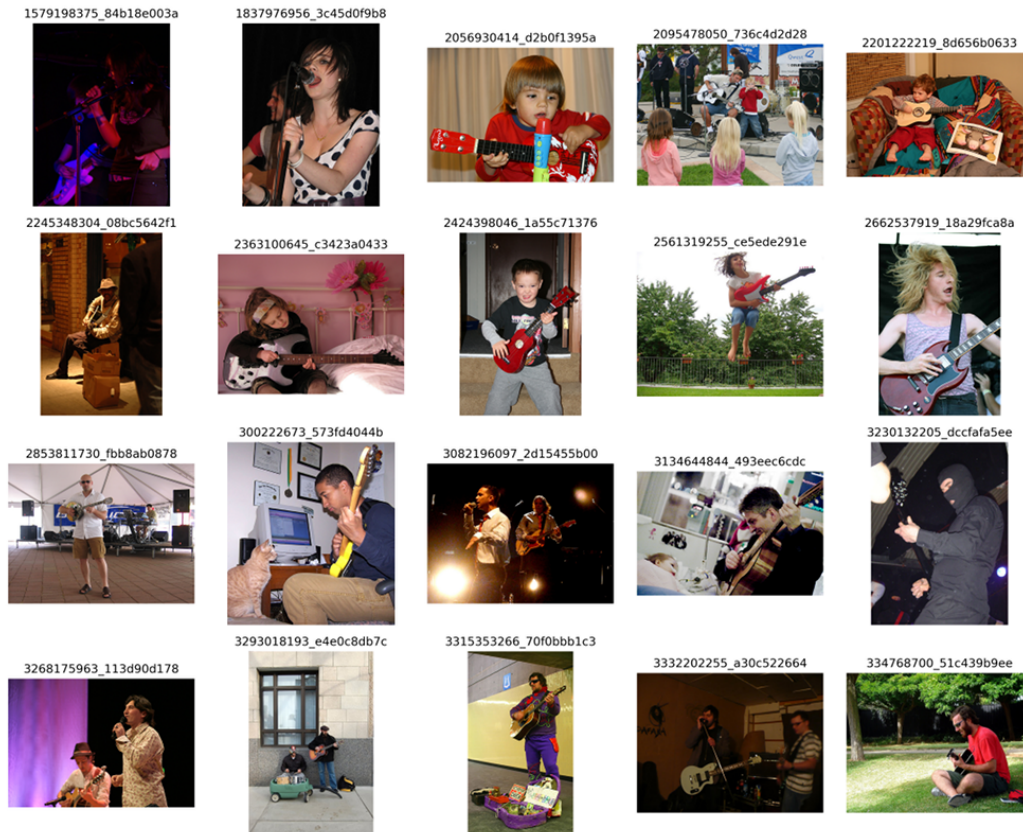 1579198375_84b18e003a
1837976956_3c45d0f9b8
2056930414_d2b0f1395a
2095478050_736c4d2d28
2201222219_8d656b0633
2245348304_08bc5642f1
2363100645_c3423a0433
2424398046_1a55c71376
2561319255_ce5ede291e
2662537919_18a29fca8a
2853811730_fbb8ab0878
300222673_573fd4044b
3082196097_2d15455b00
3134644844_493eec6cdc
3230132205_dccfafa5ee
3268175963_113d90d178
3293018193_e4e0c8db7c
3315353266_70f0bbb1c3
3332202255_a30c522664
334768700_51c439b9ee